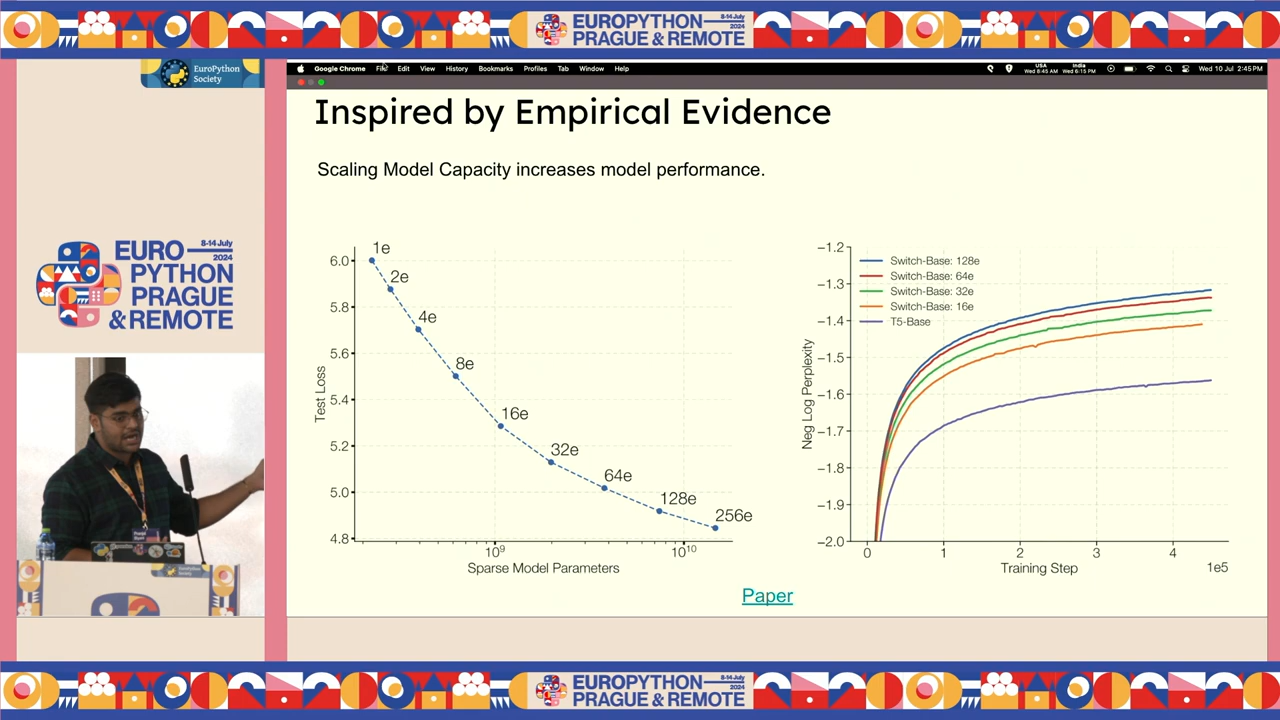 EUROPYTHON
8-14 July
2024
PRAGUE & REMOTE
EuroPython
Society
Google Chrome File Edit View History Bookmarks Profiles Tab Window Help
USA
Wed 8:45 AM
India
Wed 6:15 PM
Wed 10 Jul 2:45 PM
Inspired by Empirical Evidence
Scaling Model Capacity increases model performance.
EURO
8-14 July
2024
PYTHON
PRAGUE
& REMOTE
Test Loss
6.0
5.8
5.6
5.4
5.2
5.0
4.8
1e
2e
4e
8e
16e
32e
64e
128e
256e
10⁹
10¹⁰
Sparse Model Parameters
Neg Log Perplexity
−1.2
−1.3
−1.4
−1.5
−1.6
−1.7
−1.8
−1.9
−2.0
Switch-Base: 128e
Switch-Base: 64e
Switch-Base: 32e
Switch-Base: 16e
T5-Base
0
1
2
3
4
Training Step
1e5
Paper
EUROPYTHON
8-14 July
2024
PRAGUE & REMOTE